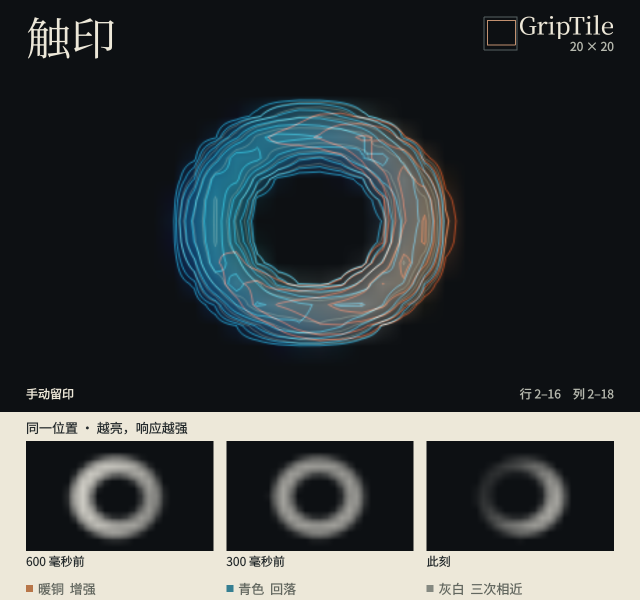 触印
GripTile
20 × 20
手动留印
行 2–16 列 2–18
同一位置 · 越亮，响应越强
600 毫秒前
300 毫秒前
此刻
暖铜 增强
青色 回落
灰白 三次相近